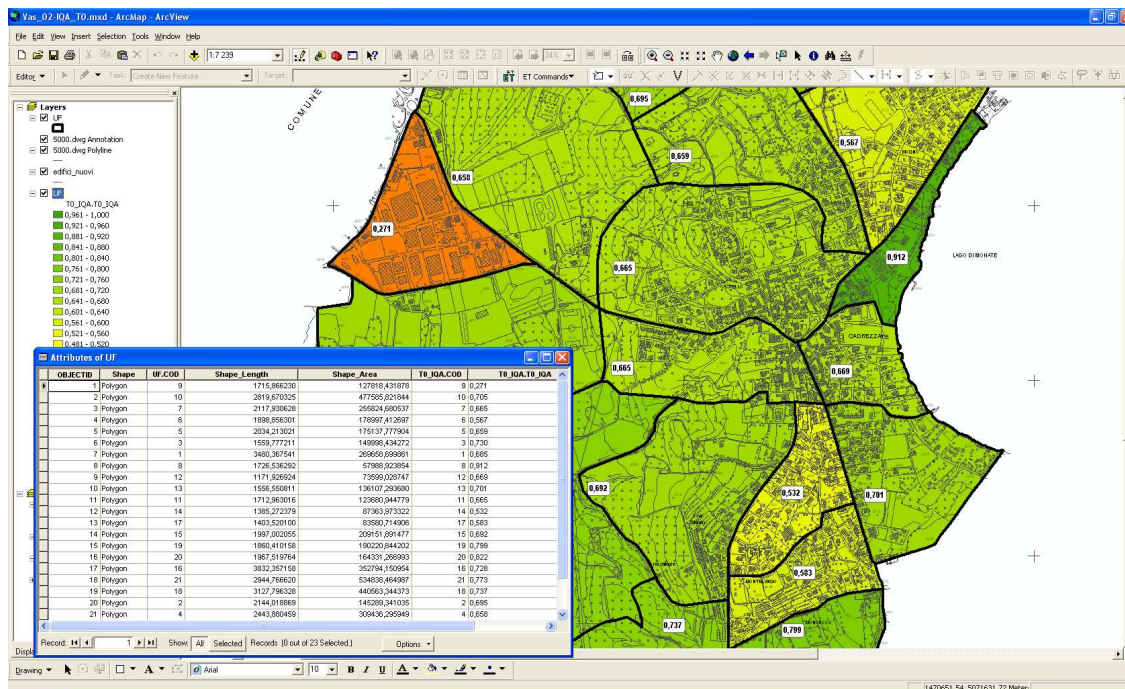 Vas_02-IQA_T0.mxd - ArcMap - ArcView
File Edit View Insert Selection Tools Window Help
1:7 239
34%
Editor Task: Create New Feature Target: ET Commands
Layers
UF
5000.dwg Annotation
5000.dwg Polyline
edifici_nuovi
UF
T0_IQA.T0_IQA
0,961 - 1,000
0,921 - 0,960
0,881 - 0,920
0,841 - 0,880
0,801 - 0,840
0,761 - 0,800
0,721 - 0,760
0,681 - 0,720
0,641 - 0,680
0,601 - 0,640
0,561 - 0,600
0,521 - 0,560
0,481 - 0,520
COMUNE
0,695
0,567
0,659
0,658
0,271
0,912
LAGO DI MONATE
0,665
CADREZZATE
0,665
0,669
0,692
0,532
0,701
0,583
0,737
0,799
Attributes of UF
OBJECTID Shape UF.COD Shape_Length Shape_Area T0_IQA.COD T0_IQA.T0_IQA
1 Polygon 9 1715,866230 127818,431878 9 0,271
2 Polygon 10 2819,670325 477585,821844 10 0,705
3 Polygon 7 2117,930628 255824,680537 7 0,665
4 Polygon 6 1898,856301 178997,412697 6 0,567
5 Polygon 5 2034,213021 175137,777904 5 0,659
6 Polygon 3 1559,777211 149998,434272 3 0,730
7 Polygon 1 3480,367541 269658,699861 1 0,685
8 Polygon 8 1726,536292 57988,923854 8 0,912
9 Polygon 12 1171,926924 73599,028747 12 0,669
10 Polygon 13 1556,550811 136107,293680 13 0,701
11 Polygon 11 1712,963016 123680,944779 11 0,665
12 Polygon 14 1385,272379 87363,973322 14 0,532
13 Polygon 17 1403,520100 83580,714906 17 0,583
14 Polygon 15 1997,002055 209151,891477 15 0,692
15 Polygon 19 1860,410158 190220,844202 19 0,799
16 Polygon 20 1967,519764 164331,266993 20 0,822
17 Polygon 16 3832,357158 352794,150954 16 0,728
18 Polygon 21 2944,766620 534838,464987 21 0,773
19 Polygon 18 3127,796328 440563,344373 18 0,737
20 Polygon 2 2144,018869 145289,341035 2 0,695
21 Polygon 4 2443,880459 309436,295949 4 0,658
Record: 1 Show: All Selected Records (0 out of 23 Selected.) Options
Displ
Drawing Arial 10 B I U A
1470651,54 5071631,72 Meter